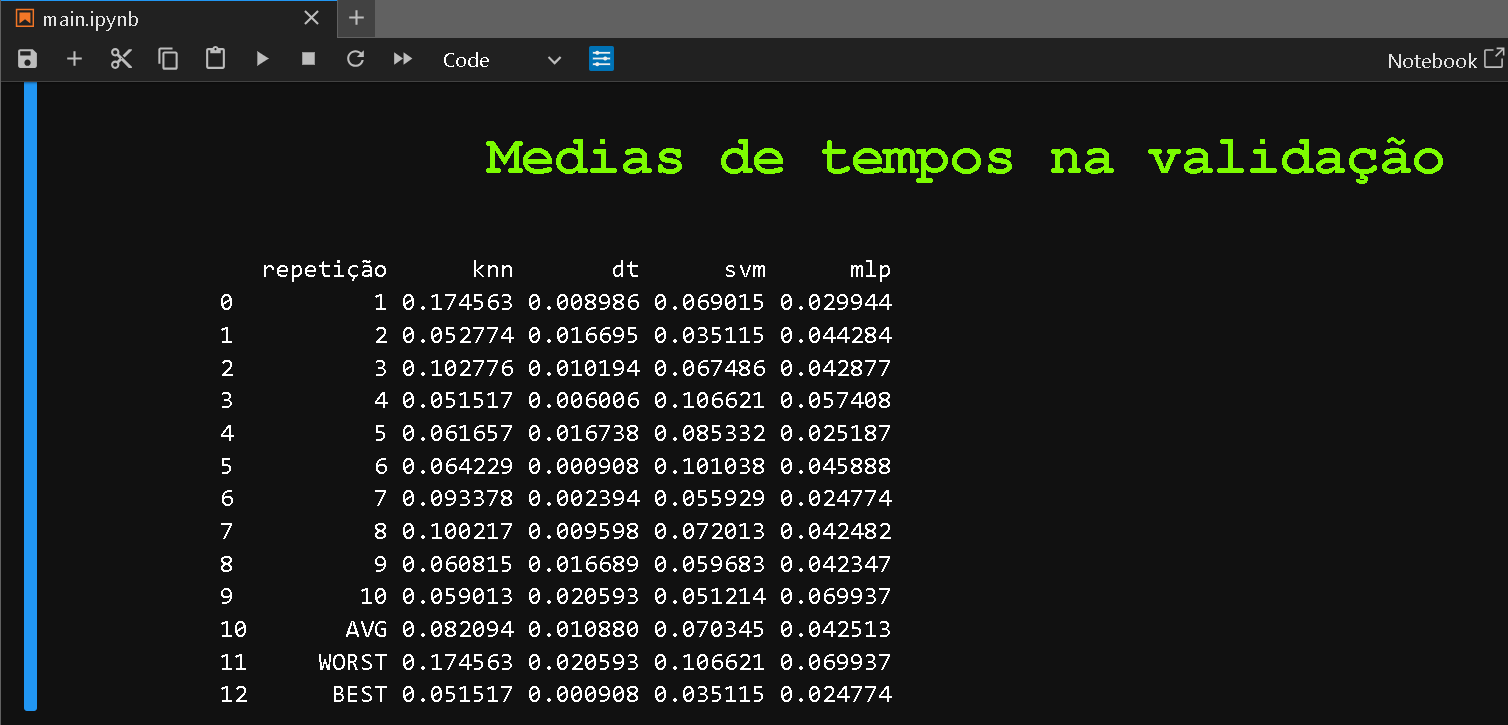 main.ipynb
Code
Notebook
Medias de tempos na validação
repetição knn dt svm mlp
0 1 0.174563 0.008986 0.069015 0.029944
1 2 0.052774 0.016695 0.035115 0.044284
2 3 0.102776 0.010194 0.067486 0.042877
3 4 0.051517 0.006006 0.106621 0.057408
4 5 0.061657 0.016738 0.085332 0.025187
5 6 0.064229 0.000908 0.101038 0.045888
6 7 0.093378 0.002394 0.055929 0.024774
7 8 0.100217 0.009598 0.072013 0.042482
8 9 0.060815 0.016689 0.059683 0.042347
9 10 0.059013 0.020593 0.051214 0.069937
10 AVG 0.082094 0.010880 0.070345 0.042513
11 WORST 0.174563 0.020593 0.106621 0.069937
12 BEST 0.051517 0.000908 0.035115 0.024774